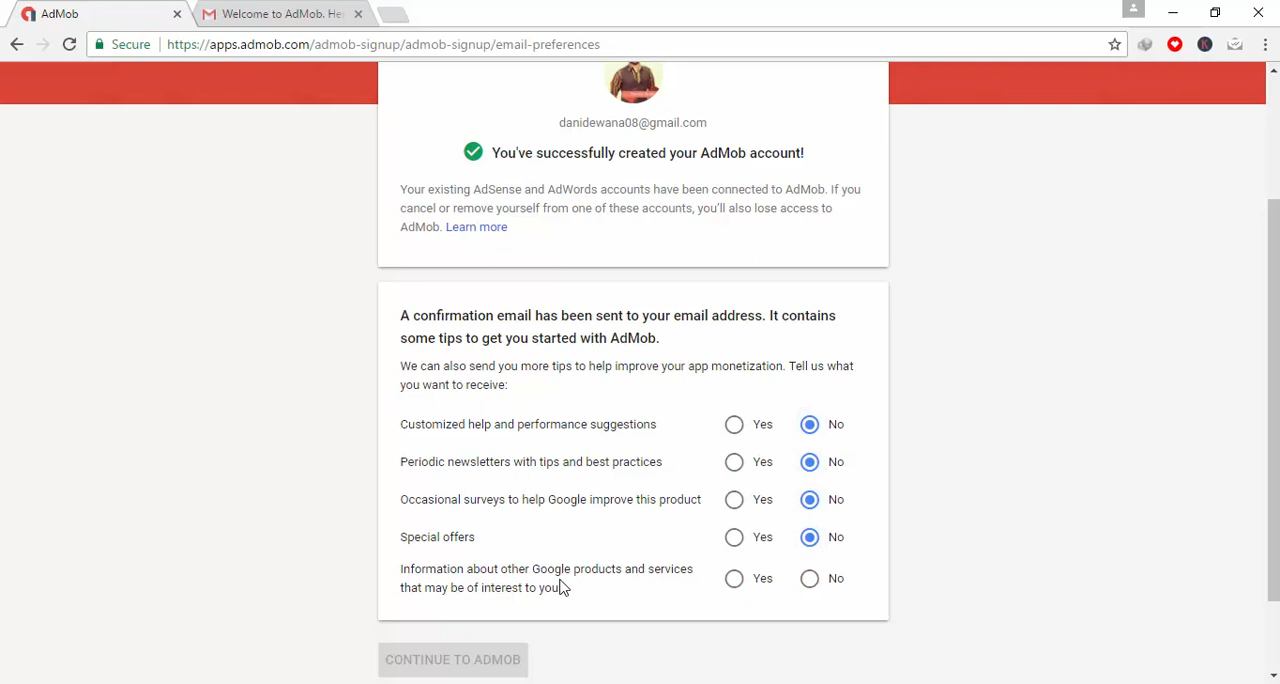 AdMob
Welcome to AdMob. He
Secure https://apps.admob.com/admob-signup/admob-signup/email-preferences
danidewana08@gmail.com
You've successfully created your AdMob account!
Your existing AdSense and AdWords accounts have been connected to AdMob. If you
cancel or remove yourself from one of these accounts, you'll also lose access to
AdMob. Learn more
A confirmation email has been sent to your email address. It contains
some tips to get you started with AdMob.
We can also send you more tips to help improve your app monetization. Tell us what
you want to receive:
Customized help and performance suggestions Yes No
Periodic newsletters with tips and best practices Yes No
Occasional surveys to help Google improve this product Yes No
Special offers Yes No
Information about other Google products and services
that may be of interest to you Yes No
CONTINUE TO ADMOB